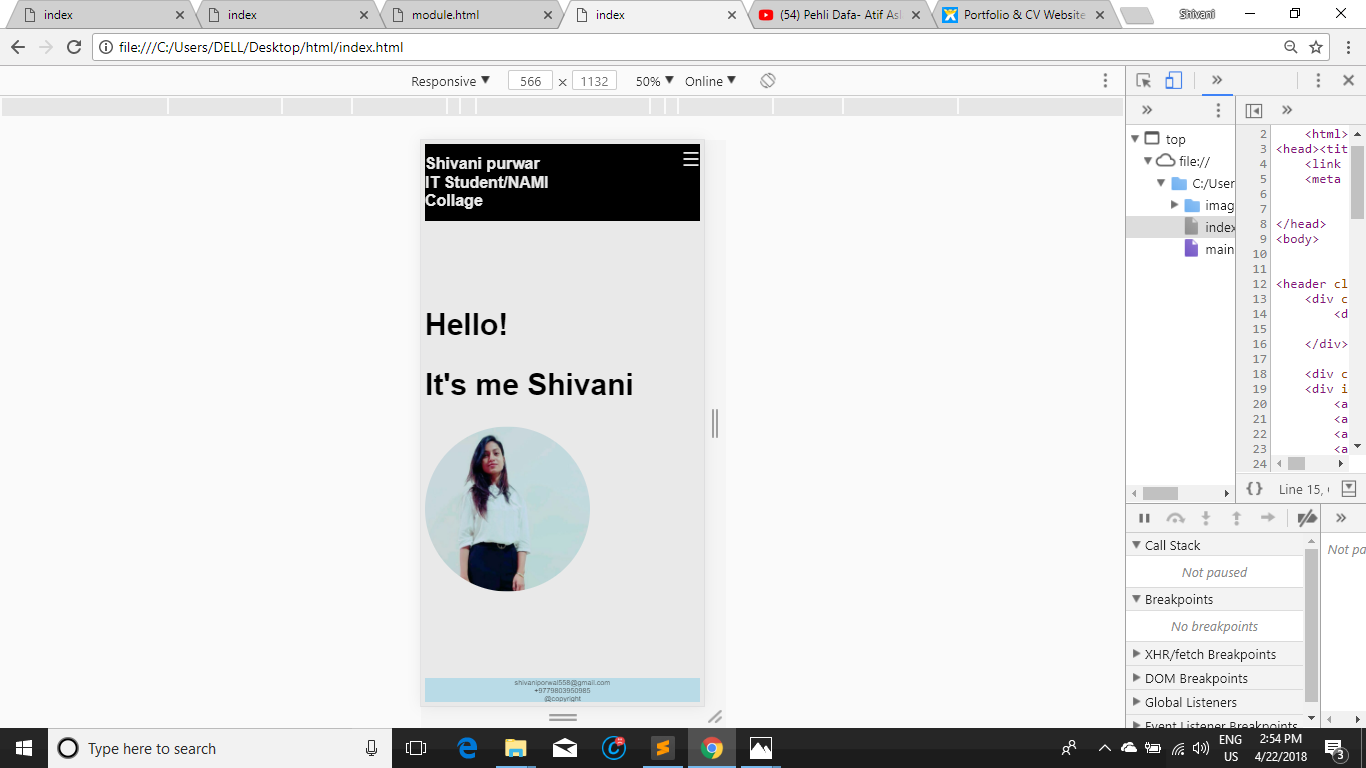 index
index
module.html
index
(54) Pehli Dafa- Atif Asl
Portfolio & CV Website
Shivani
file:///C:/Users/DELL/Desktop/html/index.html
Responsive ▼ 566 x 1132 50% ▼ Online ▼
Shivani purwar
IT Student/NAMI
Collage
Hello!
It's me Shivani
shivaniporwal558@gmail.com
+9779803950985
@copyright
top
file://
C:/User
imag
index
main
2 <html>
3 <head><tit
4 <link
5 <meta
6
7
8 </head>
9 <body>
10
11
12 <header cl
13 <div c
14 <d
15
16 </div>
17
18 <div c
19 <div i
20 <a
21 <a
22 <a
23 <a
24
{} Line 15,
Call Stack
Not paused
Breakpoints
No breakpoints
XHR/fetch Breakpoints
DOM Breakpoints
Global Listeners
Event Listener Breakpoints
Not pa
Type here to search
ENG
US
2:54 PM
4/22/2018
3